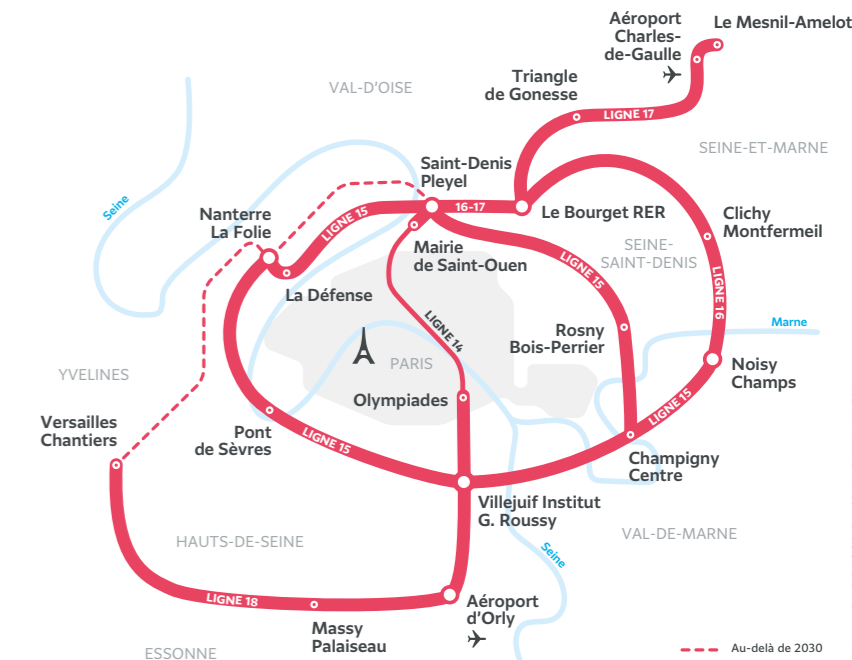 Aéroport
Charles-
de-Gaulle
Le Mesnil-Amelot
Triangle
de Gonesse
VAL-D'OISE
LIGNE 17
SEINE-ET-MARNE
Saint-Denis
Pleyel
Seine
Nanterre
La Folie
LIGNE 15
16-17
Le Bourget RER
Clichy
Montfermeil
Mairie
de Saint-Ouen
SEINE-
SAINT-DENIS
LIGNE 15
La Défense
LIGNE 16
LIGNE 14
Marne
Rosny
Bois-Perrier
PARIS
YVELINES
Noisy
Champs
Olympiades
LIGNE 15
Versailles
Chantiers
Pont
de Sèvres
LIGNE 15
Champigny
Centre
Villejuif Institut
G. Roussy
HAUTS-DE-SEINE
VAL-DE-MARNE
Seine
LIGNE 18
Aéroport
d'Orly
Massy
Palaiseau
ESSONNE
Au-delà de 2030